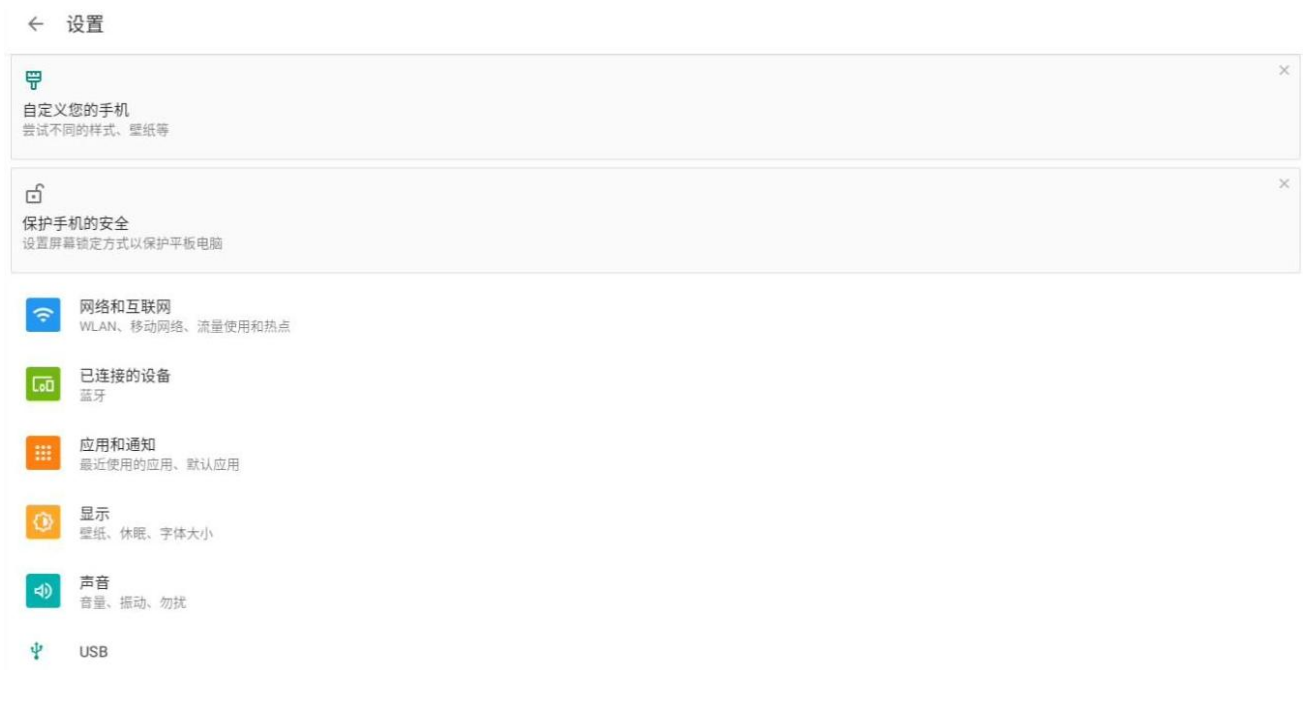 设置
自定义您的手机
尝试不同的样式、壁纸等
保护手机的安全
设置屏幕锁定方式以保护平板电脑
网络和互联网
WLAN、移动网络、流量使用和热点
已连接的设备
蓝牙
应用和通知
最近使用的应用、默认应用
显示
壁纸、休眠、字体大小
声音
音量、振动、勿扰
USB